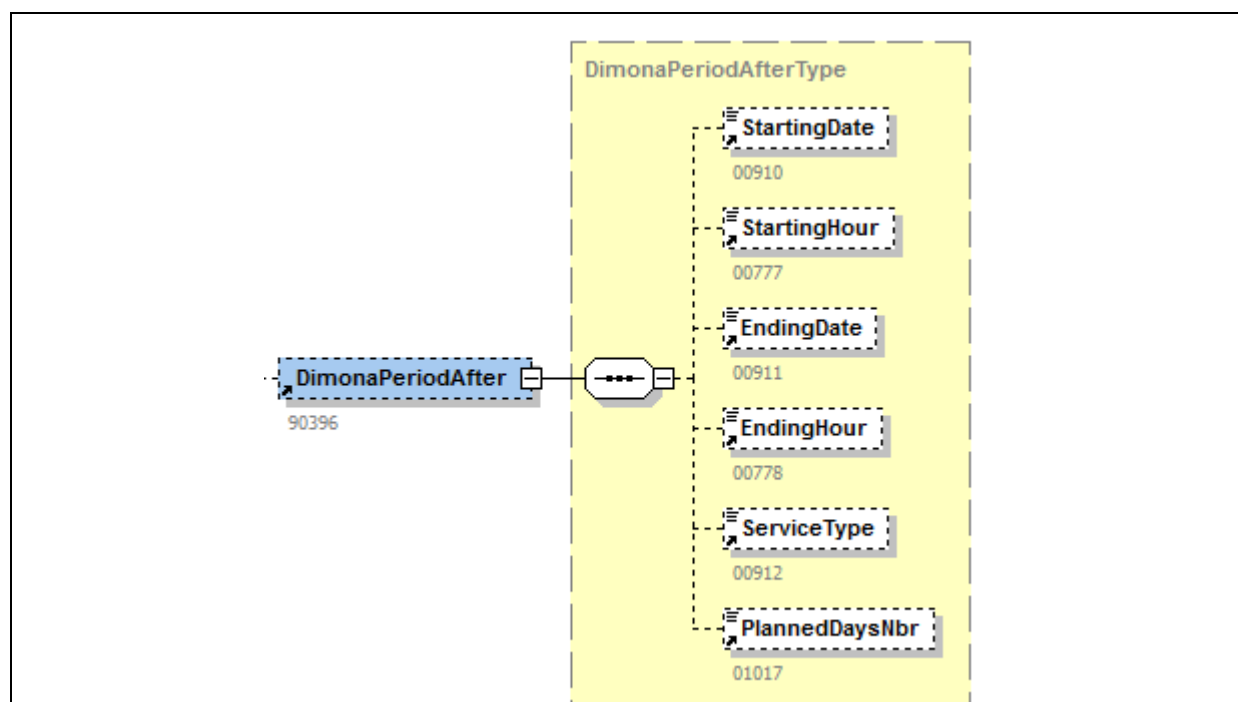 DimonaPeriodAfterType
StartingDate
00910
StartingHour
00777
EndingDate
00911
DimonaPeriodAfter
90396
EndingHour
00778
ServiceType
00912
PlannedDaysNbr
01017